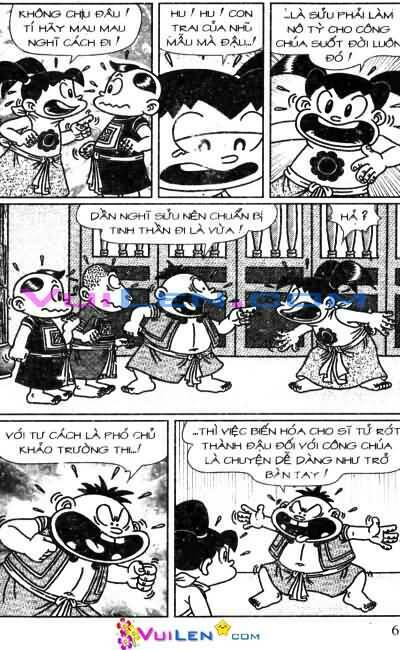 KHÔNG CHỊU ĐÂU!
TÍ HÃY MAU MAU
NGHĨ CÁCH ĐI!
HU! HU! CON
TRAI CỦA NHŨ
MẪU MÀ ĐẬU...!
...LÀ SỬU PHẢI LÀM
NÔ TỲ CHO CÔNG
CHÚA SUỐT ĐỜI LUÔN
ĐÓ!
DẦN NGHĨ SỬU NÊN CHUẨN BỊ
TINH THẦN ĐI LÀ VỪA!
HẢ?
VUILEN.COM
VỚI TƯ CÁCH LÀ PHÓ CHỦ
KHẢO TRƯỜNG THI...!
...THÌ VIỆC BIẾN HÓA CHO SĨ TỬ RỚT
THÀNH ĐẬU ĐỐI VỚI CÔNG CHÚA
LÀ CHUYỆN DỄ DÀNG NHƯ TRỞ
BÀN TAY!
VUILEN.COM
6